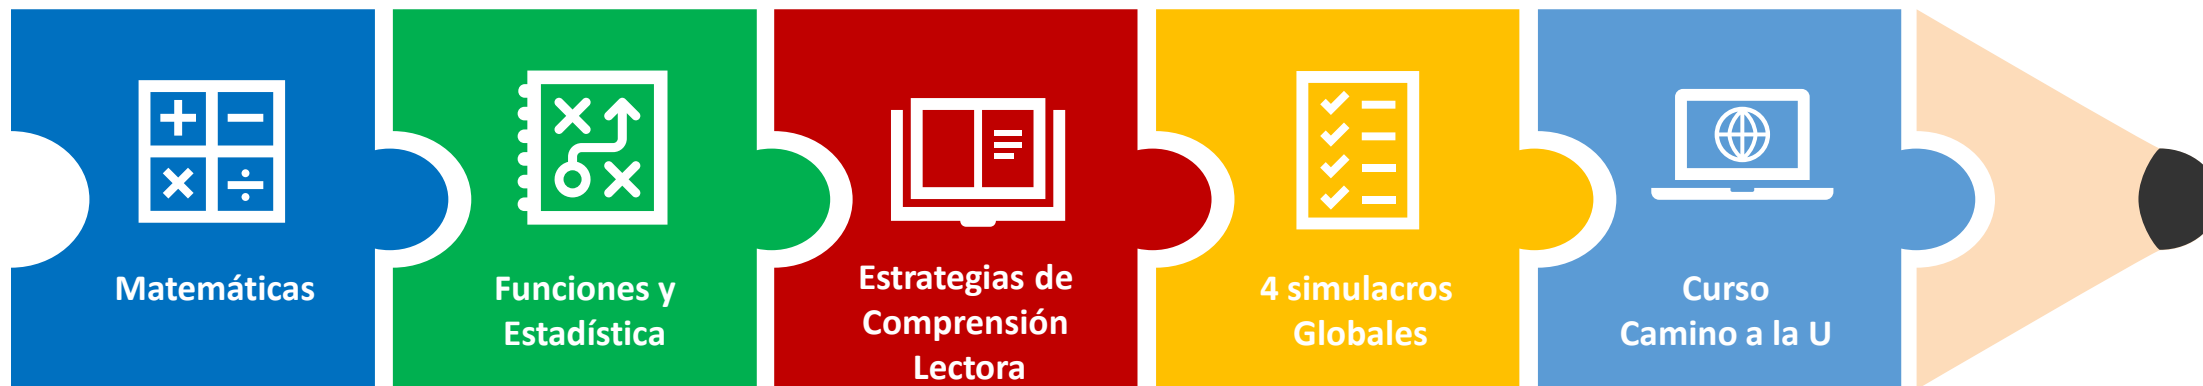 Matemáticas
Funciones y
Estadística
Estrategias de
Comprensión
Lectora
4 simulacros
Globales
Curso
Camino a la U